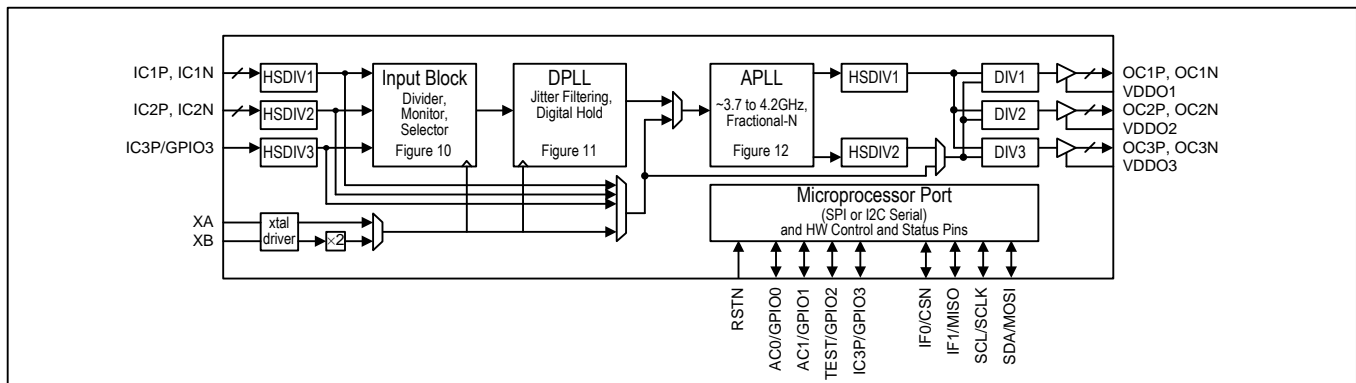 IC1P, IC1N
HSDIV1
IC2P, IC2N
HSDIV2
IC3P/GPIO3
HSDIV3
XA
XB
xtal
driver
×2
Input Block
Divider,
Monitor,
Selector
Figure 10
DPLL
Jitter Filtering,
Digital Hold
Figure 11
APLL
~3.7 to 4.2GHz,
Fractional-N
Figure 12
HSDIV1
HSDIV2
DIV1
DIV2
DIV3
OC1P, OC1N
VDDO1
OC2P, OC2N
VDDO2
OC3P, OC3N
VDDO3
Microprocessor Port
(SPI or I2C Serial)
and HW Control and Status Pins
RSTN
AC0/GPIO0
AC1/GPIO1
TEST/GPIO2
IC3P/GPIO3
IF0/CSN
IF1/MISO
SCL/SCLK
SDA/MOSI